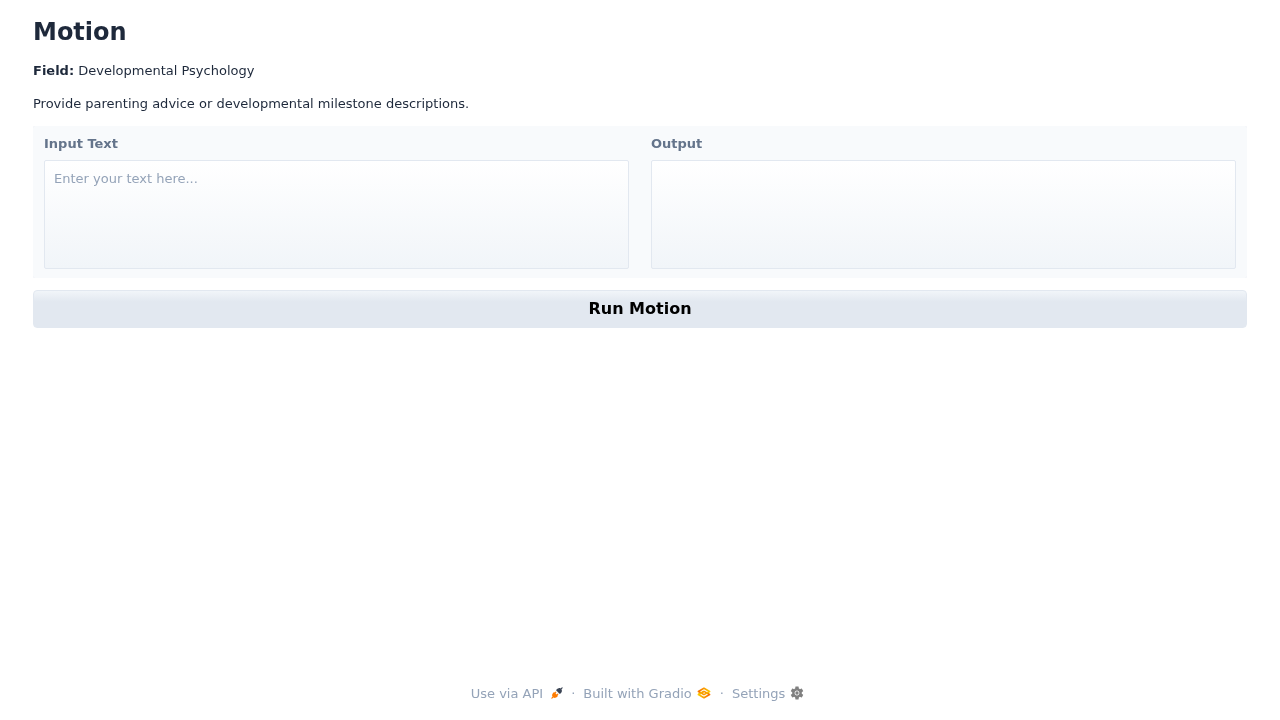 Motion
Field: Developmental Psychology
Provide parenting advice or developmental milestone descriptions.
Input Text
Enter your text here...
Output
Run Motion
Use via API · Built with Gradio · Settings